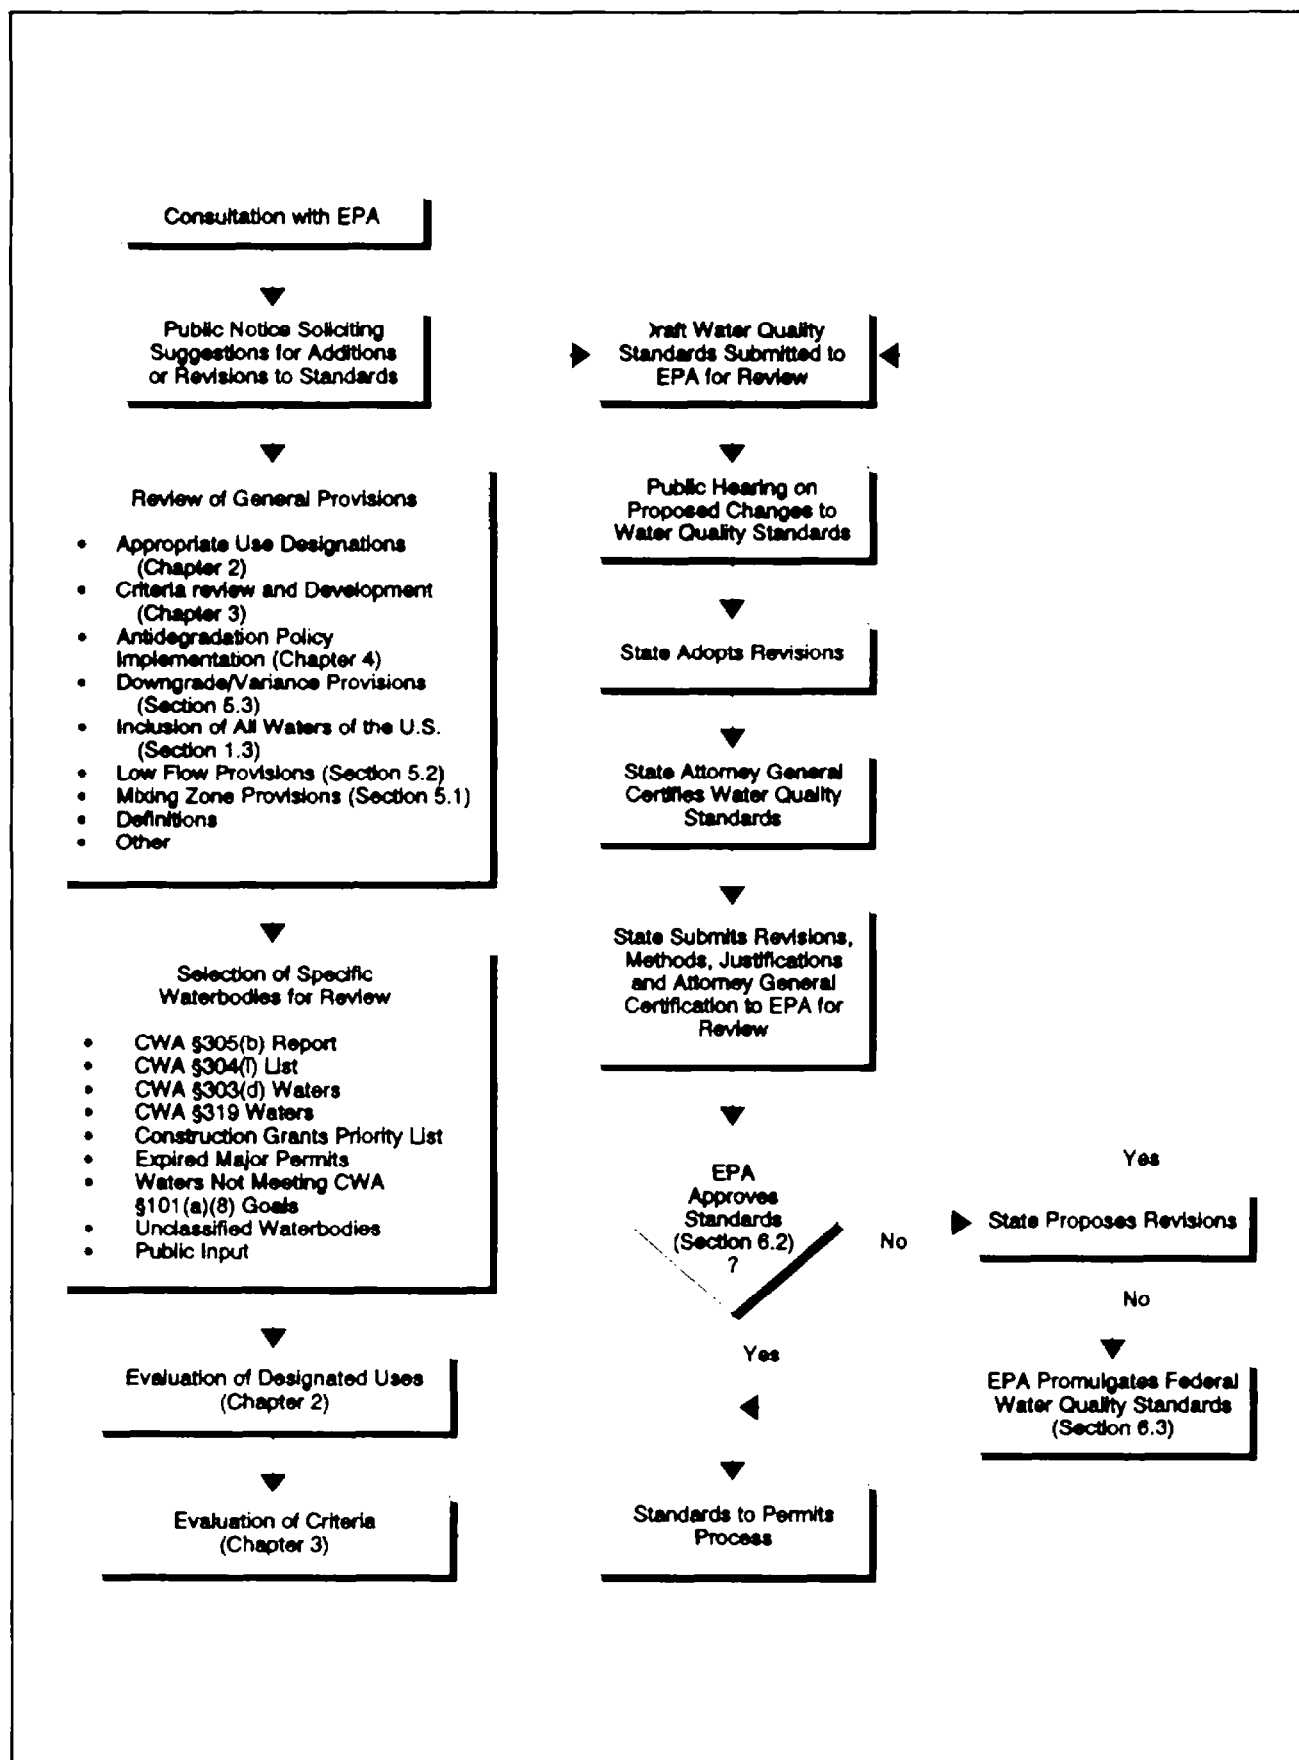 Consultation with EPA
Public Notice Soliciting
Suggestions for Additions
or Revisions to Standards
Review of General Provisions
• Appropriate Use Designations
(Chapter 2)
• Criteria review and Development
(Chapter 3)
• Antidegradation Policy
Implementation (Chapter 4)
• Downgrade/Variance Provisions
(Section 5.3)
• Inclusion of All Waters of the U.S.
(Section 1.3)
• Low Flow Provisions (Section 5.2)
• Mixing Zone Provisions (Section 5.1)
• Definitions
• Other
Selection of Specific
Waterbodies for Review
• CWA §305(b) Report
• CWA §304(l) List
• CWA §303(d) Waters
• CWA §319 Waters
• Construction Grants Priority List
• Expired Major Permits
• Waters Not Meeting CWA
§101(a)(8) Goals
• Unclassified Waterbodies
• Public Input
Evaluation of Designated Uses
(Chapter 2)
Evaluation of Criteria
(Chapter 3)
raft Water Quality
Standards Submitted to
EPA for Review
Public Hearing on
Proposed Changes to
Water Quality Standards
State Adopts Revisions
State Attorney General
Certifies Water Quality
Standards
State Submits Revisions,
Methods, Justifications
and Attorney General
Certification to EPA for
Review
EPA
Approves
Standards
(Section 6.2)
?
No
Yes
Standards to Permits
Process
Yes
State Proposes Revisions
No
EPA Promulgates Federal
Water Quality Standards
(Section 6.3)